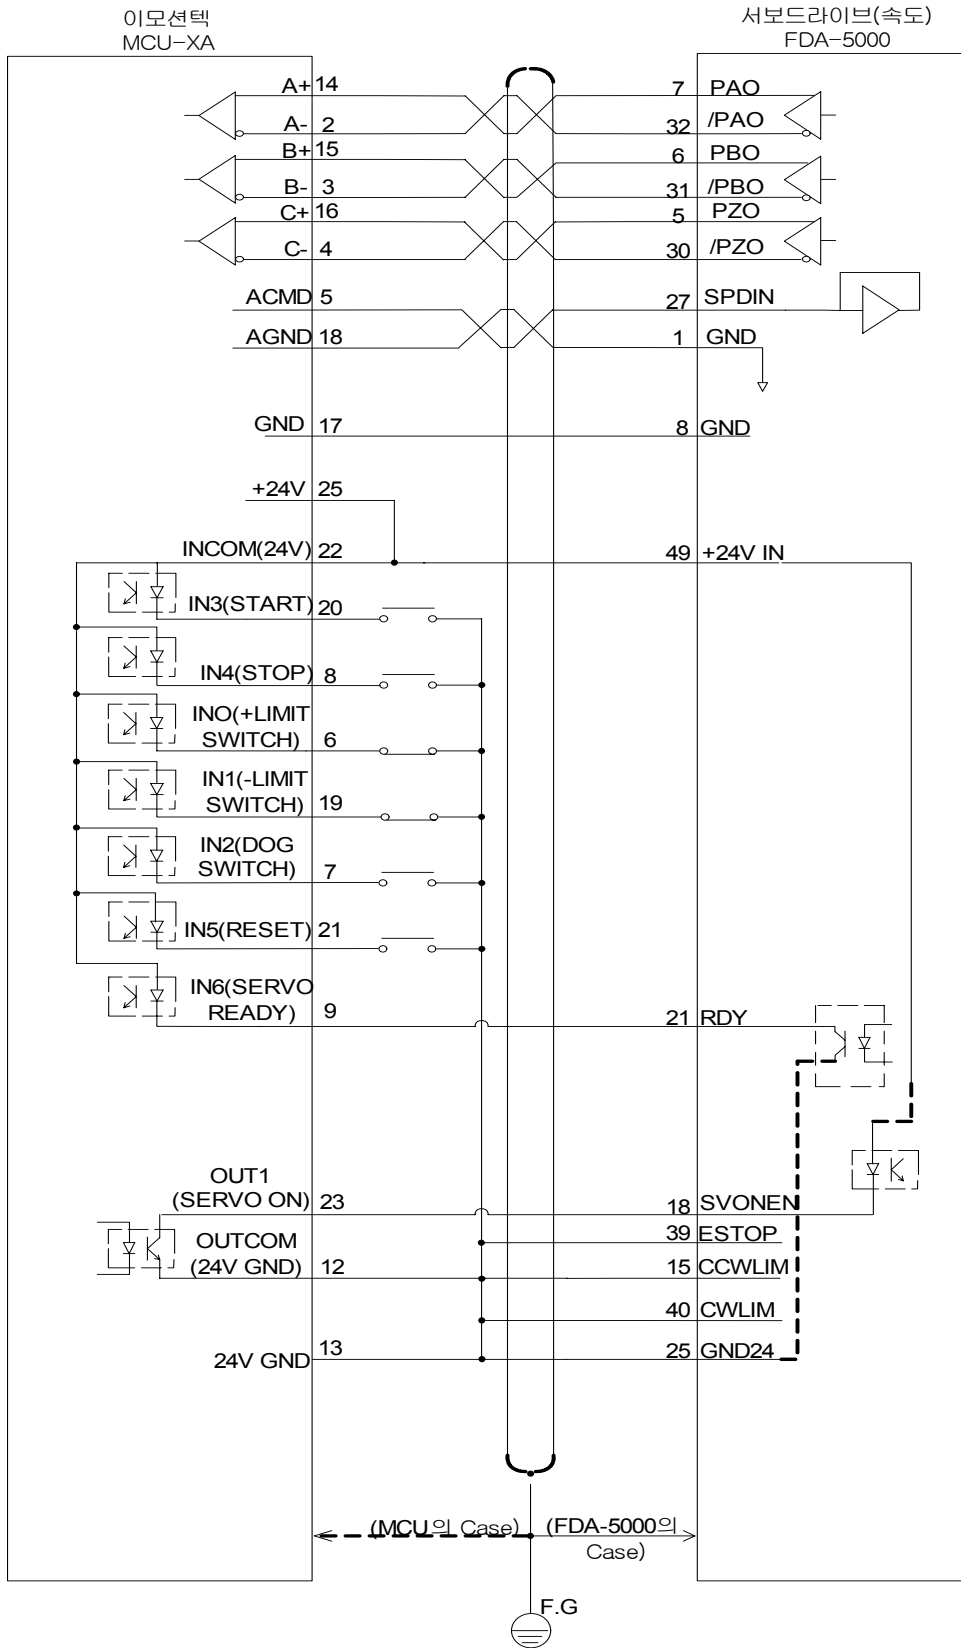 이모션텍
MCU-XA
서보드라이브(속도)
FDA-5000
A+ 14
7 PAO
A- 2
32 /PAO
B+ 15
6 PBO
B- 3
31 /PBO
C+ 16
5 PZO
C- 4
30 /PZO
ACMD 5
27 SPDIN
AGND 18
1 GND
GND 17
8 GND
+24V 25
INCOM(24V) 22
49 +24V IN
IN3(START) 20
IN4(STOP) 8
INO(+LIMIT
SWITCH) 6
IN1(-LIMIT
SWITCH) 19
IN2(DOG
SWITCH) 7
IN5(RESET) 21
IN6(SERVO
READY) 9
21 RDY
OUT1
(SERVO ON) 23
18 SVONEN
39 ESTOP
OUTCOM
(24V GND) 12
15 CCWLIM
40 CWLIM
24V GND 13
25 GND24
(MCU의 Case)
(FDA-5000의
Case)
F.G